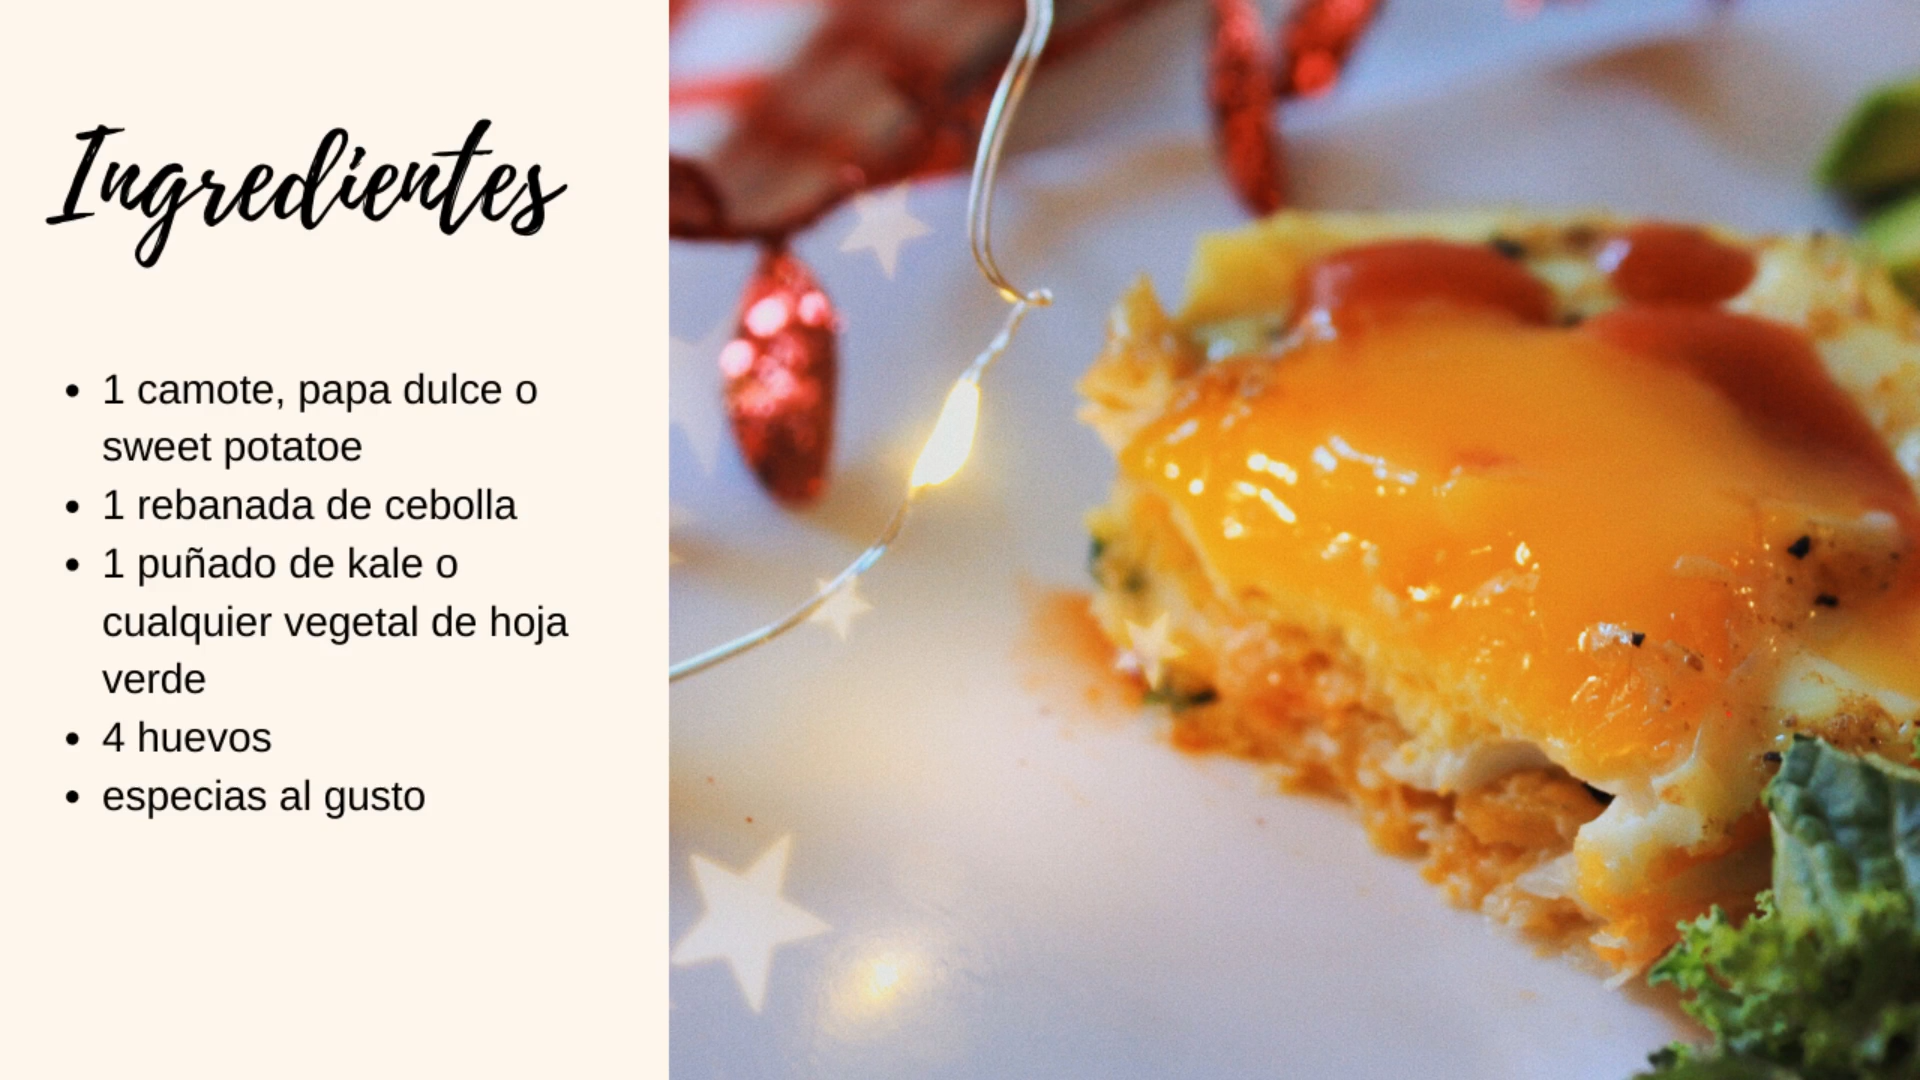 Ingredientes
• 1 camote, papa dulce o
sweet potatoe
• 1 rebanada de cebolla
• 1 puñado de kale o
cualquier vegetal de hoja
verde
• 4 huevos
• especias al gusto